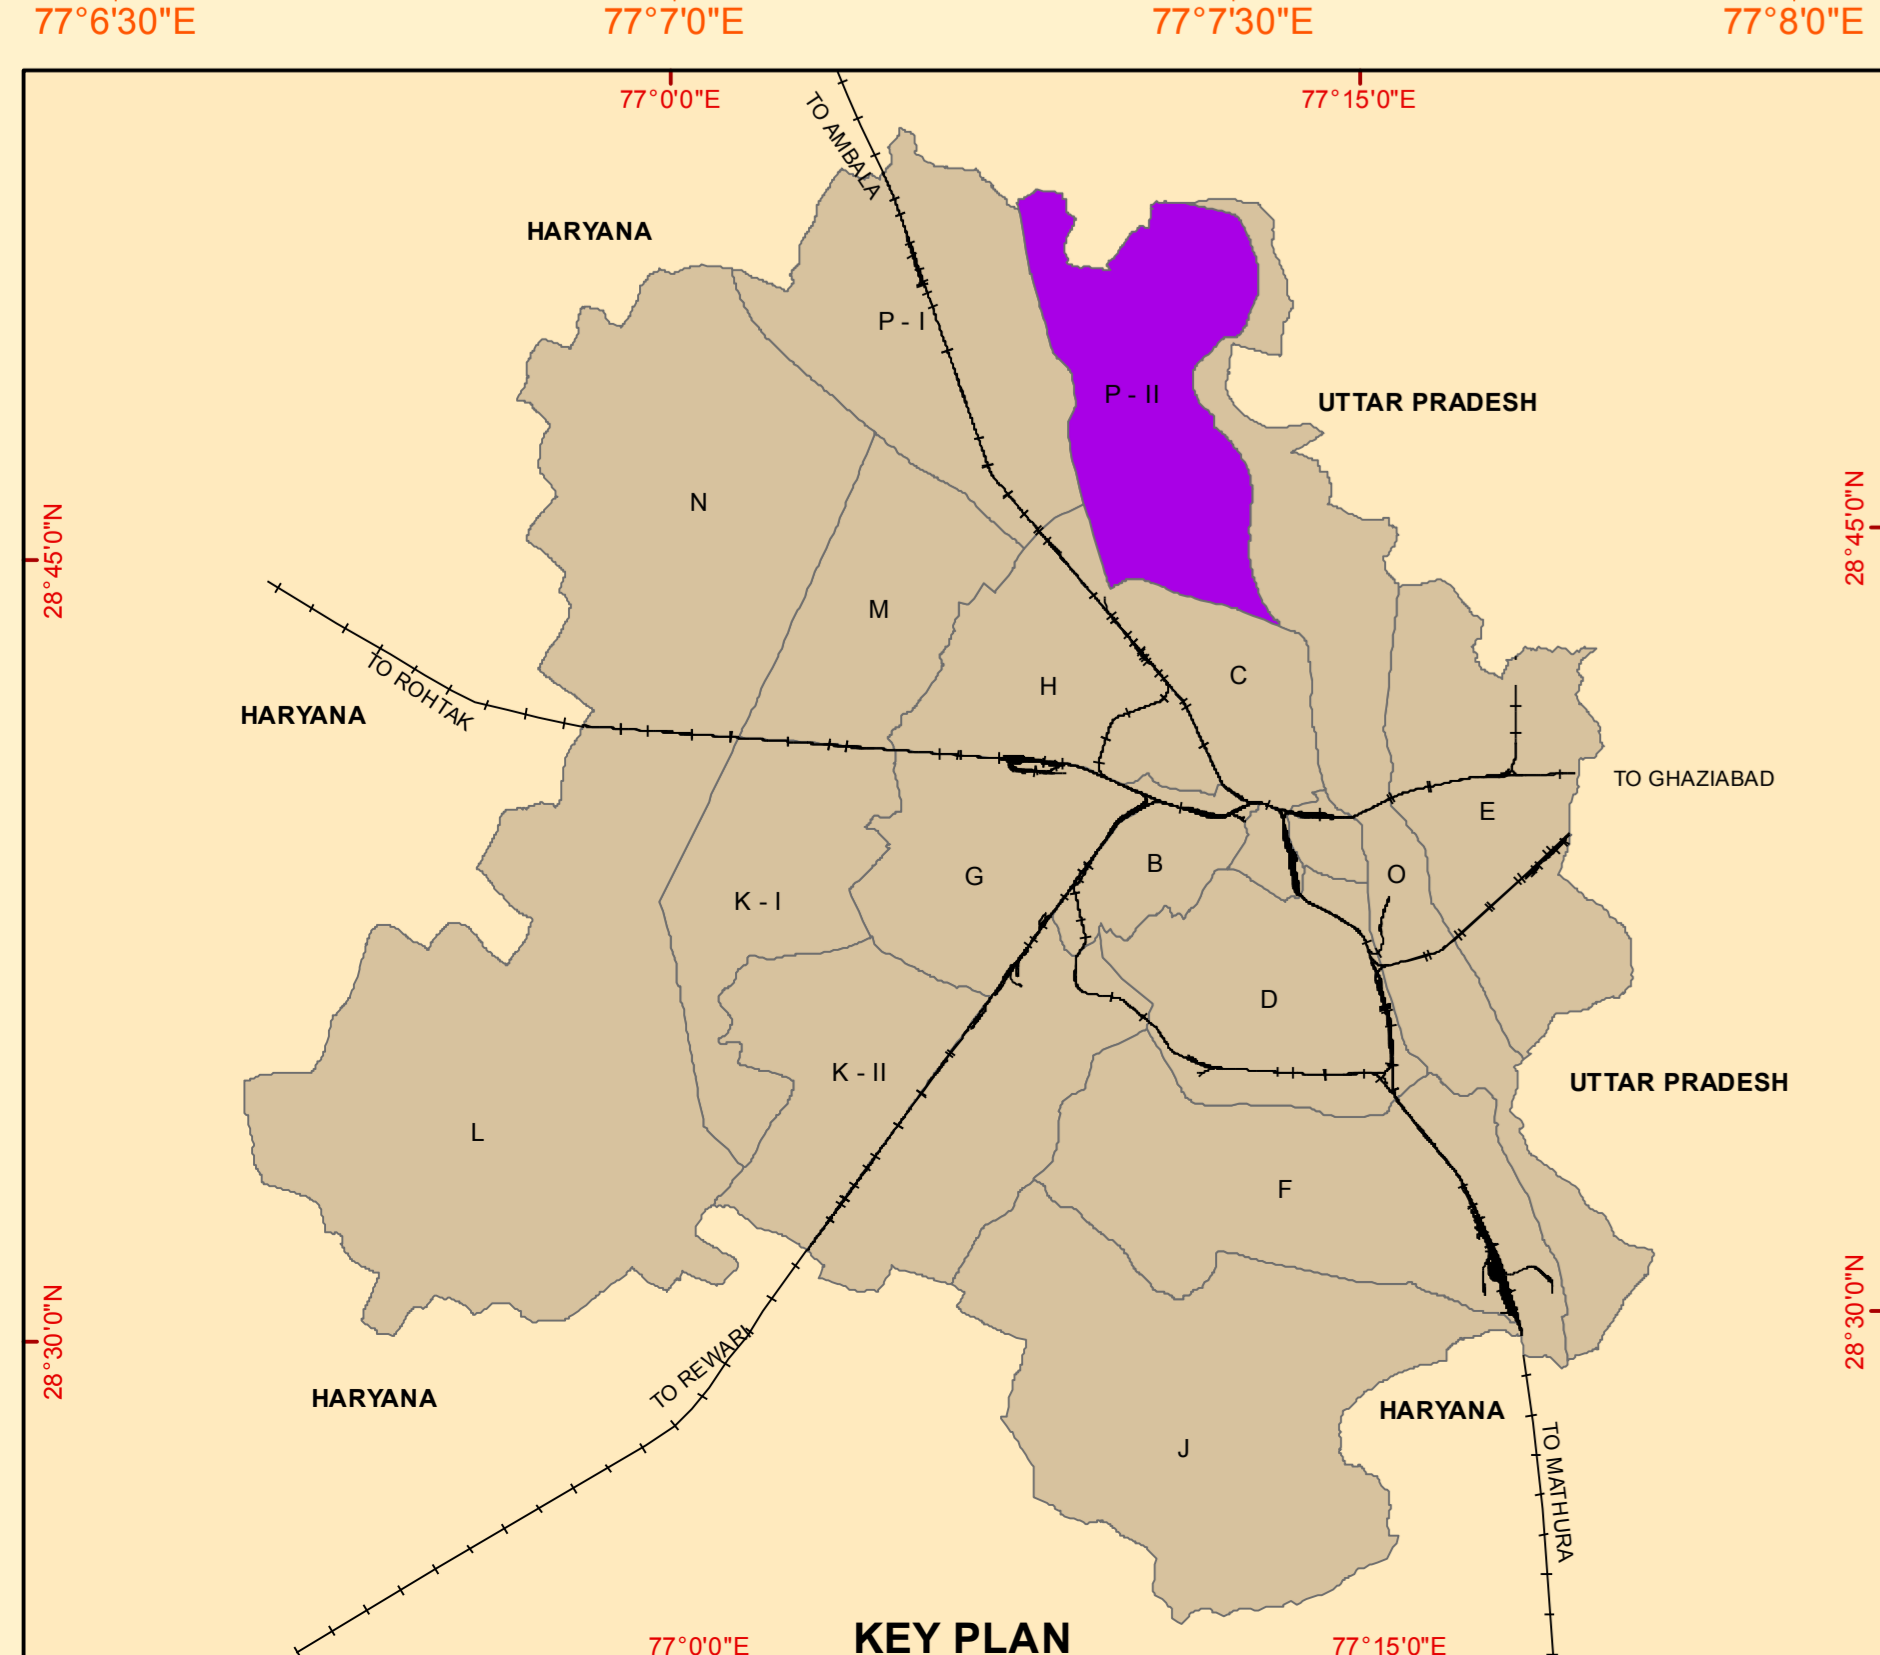 77°6'30"E
77°7'0"E
77°7'30"E
77°8'0"E
77°0'0"E
77°15'0"E
TO AMBALA
HARYANA
P - I
P - II
UTTAR PRADESH
N
28°45'0"N
28°45'0"N
M
TO ROHTAK
HARYANA
H
C
TO GHAZIABAD
E
B
G
O
K - I
D
K - II
UTTAR PRADESH
L
F
28°30'0"N
28°30'0"N
TO REWARI
HARYANA
HARYANA
J
TO MATHURA
KEY PLAN
77°0'0"E
77°15'0"E